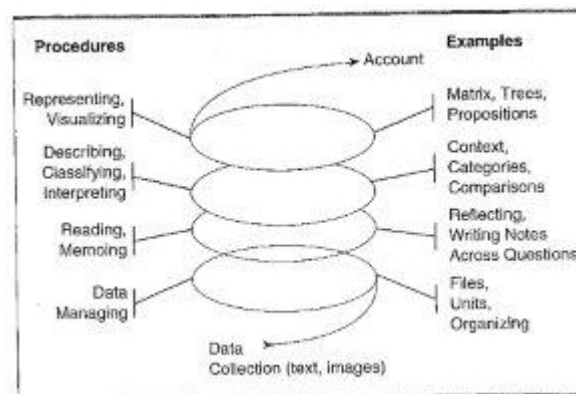 Procedures
Examples
Account
Representing,
Visualizing
Matrix, Trees,
Propositions
Describing,
Classifying,
Interpreting
Context,
Categories,
Comparisons
Reading,
Memoing
Reflecting,
Writing Notes
Across Questions
Data
Managing
Files,
Units,
Organizing
Data
Collection (text, images)